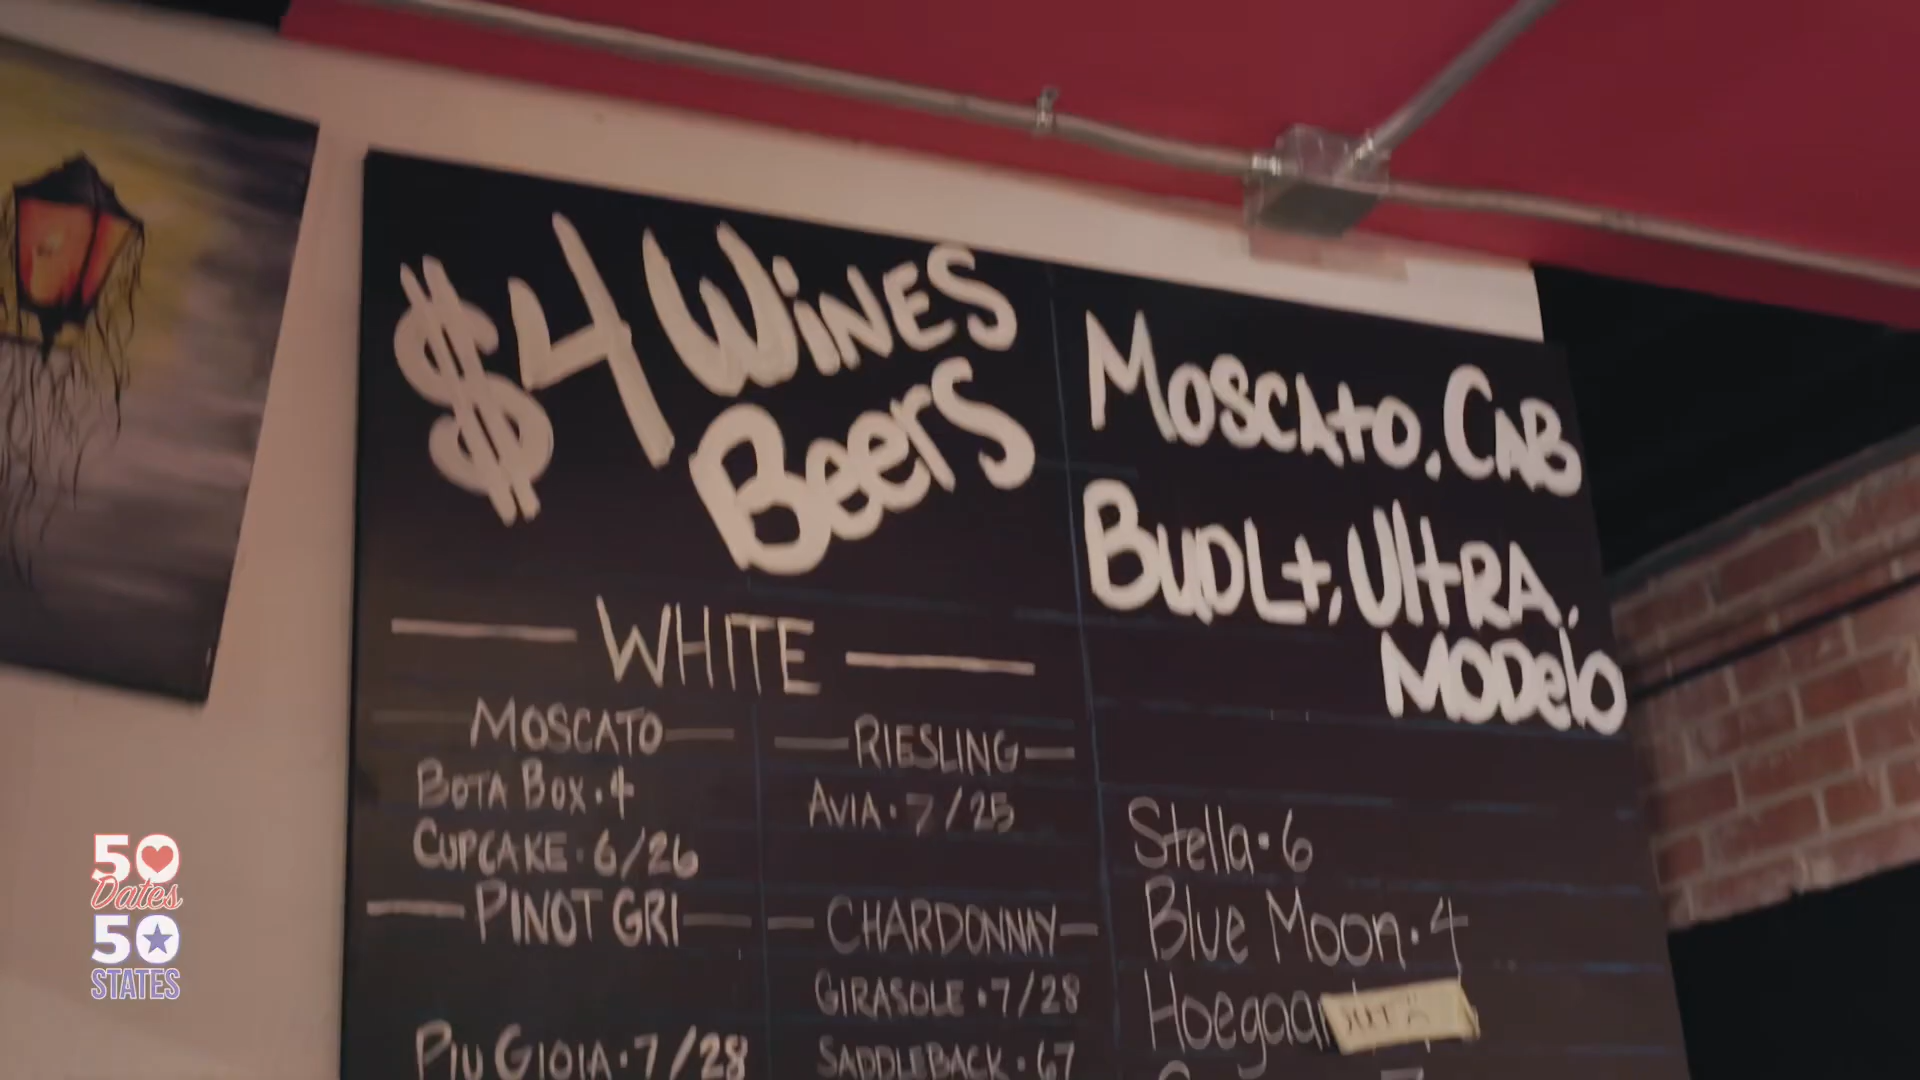 $4 WINES
Beers
MOSCATO, CAB
BUDLt, UltRA,
MODelO
WHITE
MOSCATO
BOTA BOX · 4
CUPCAKE · 6/26
RIESLING
AVIA · 7/25
PINOT GRI
PIU GIOIA · 7/28
CHARDONNAY
GIRASOLE · 7/28
SADDLEBACK · 67
Stella · 6
Blue Moon · 4
Hoegaar
50
Dates
50
STATES